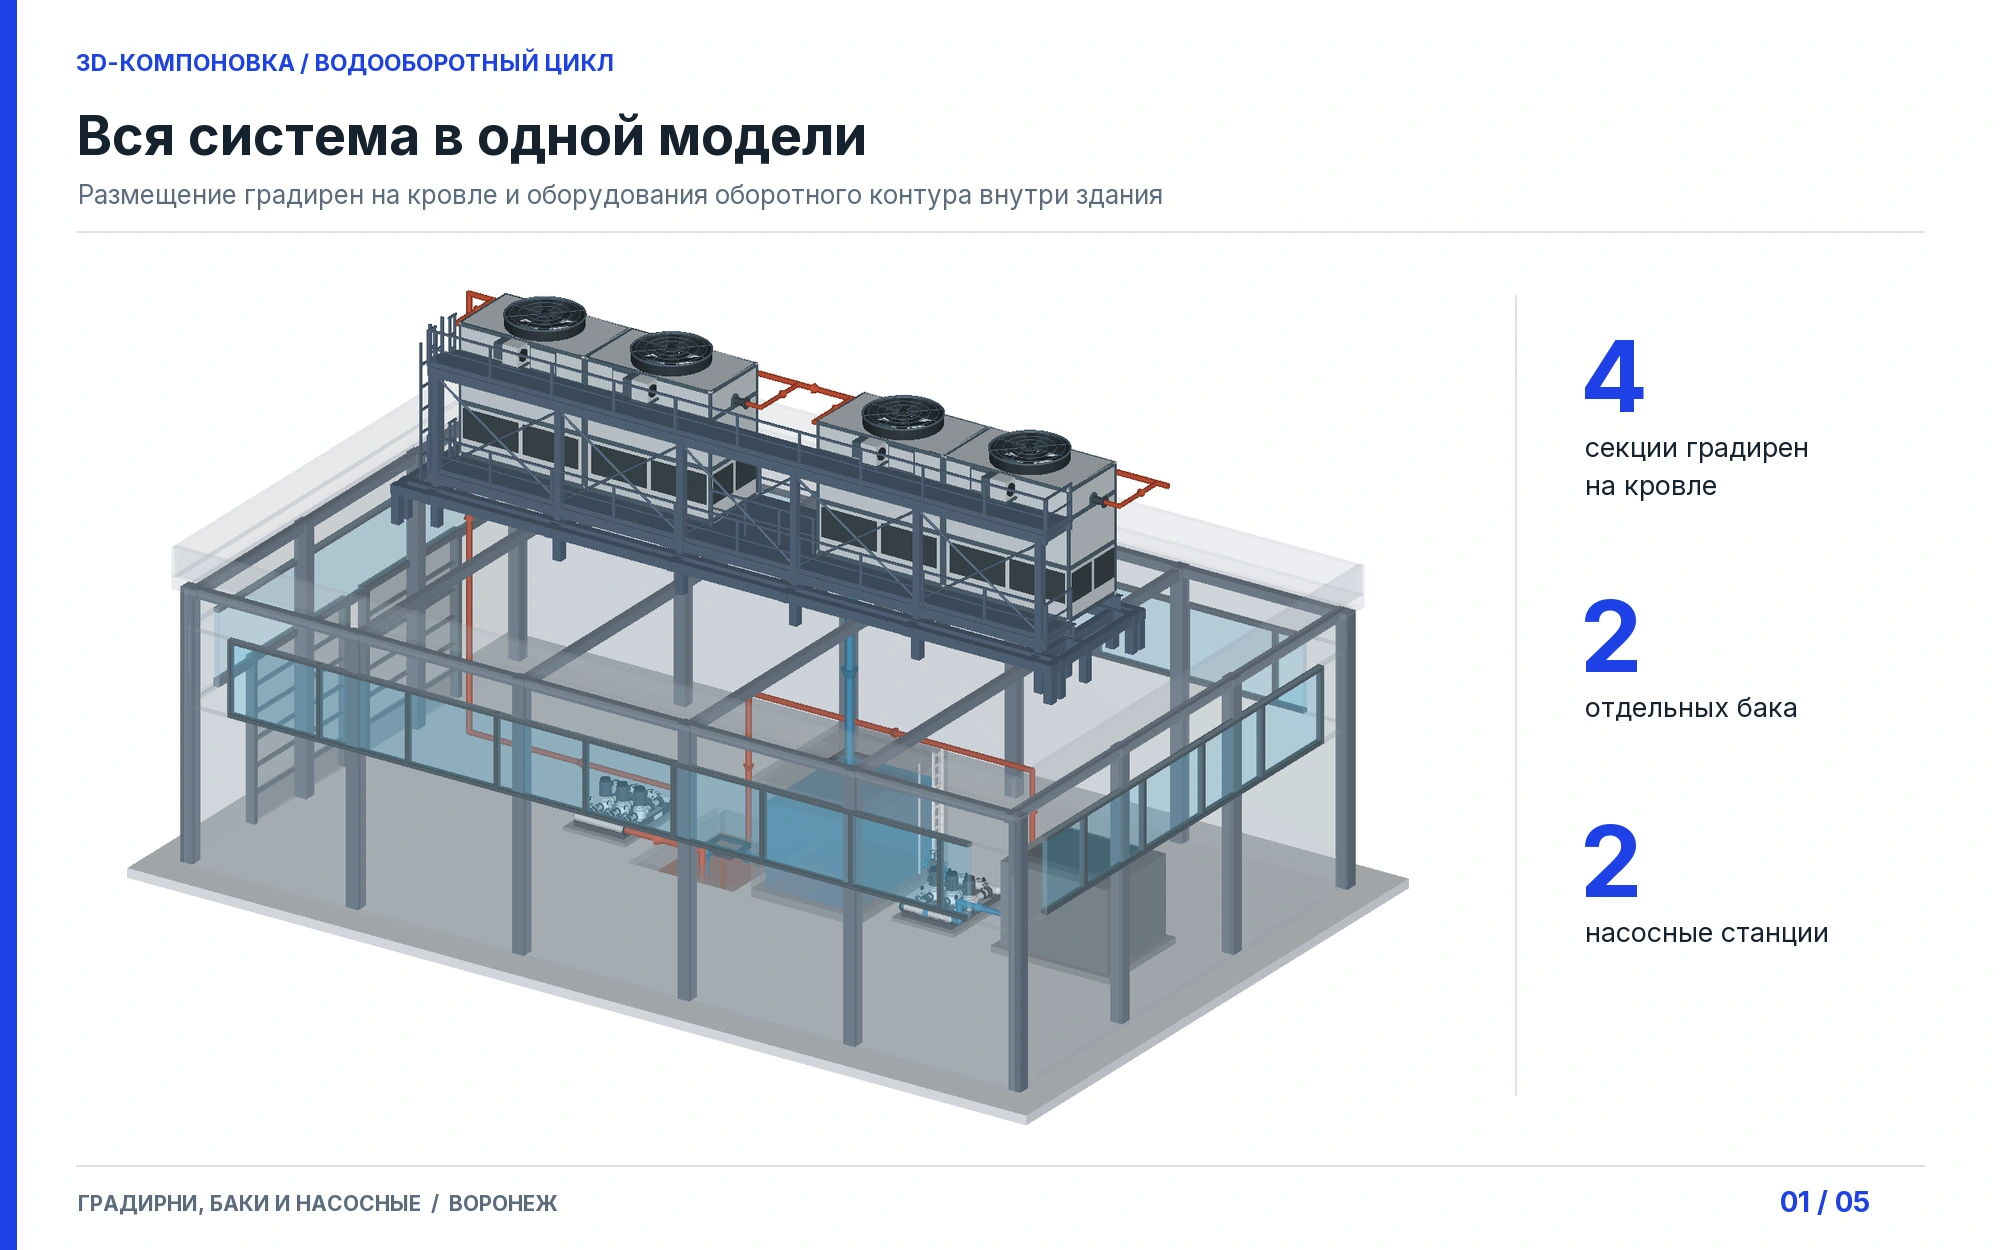 3D-КОМПОНОВКА / ВОДООБОРОТНЫЙ ЦИКЛ
Вся система в одной модели
Размещение градирен на кровле и оборудования оборотного контура внутри здания
4
секции градирен
на кровле
2
отдельных бака
2
насосные станции
ГРАДИРНИ, БАКИ И НАСОСНЫЕ / ВОРОНЕЖ
01 / 05